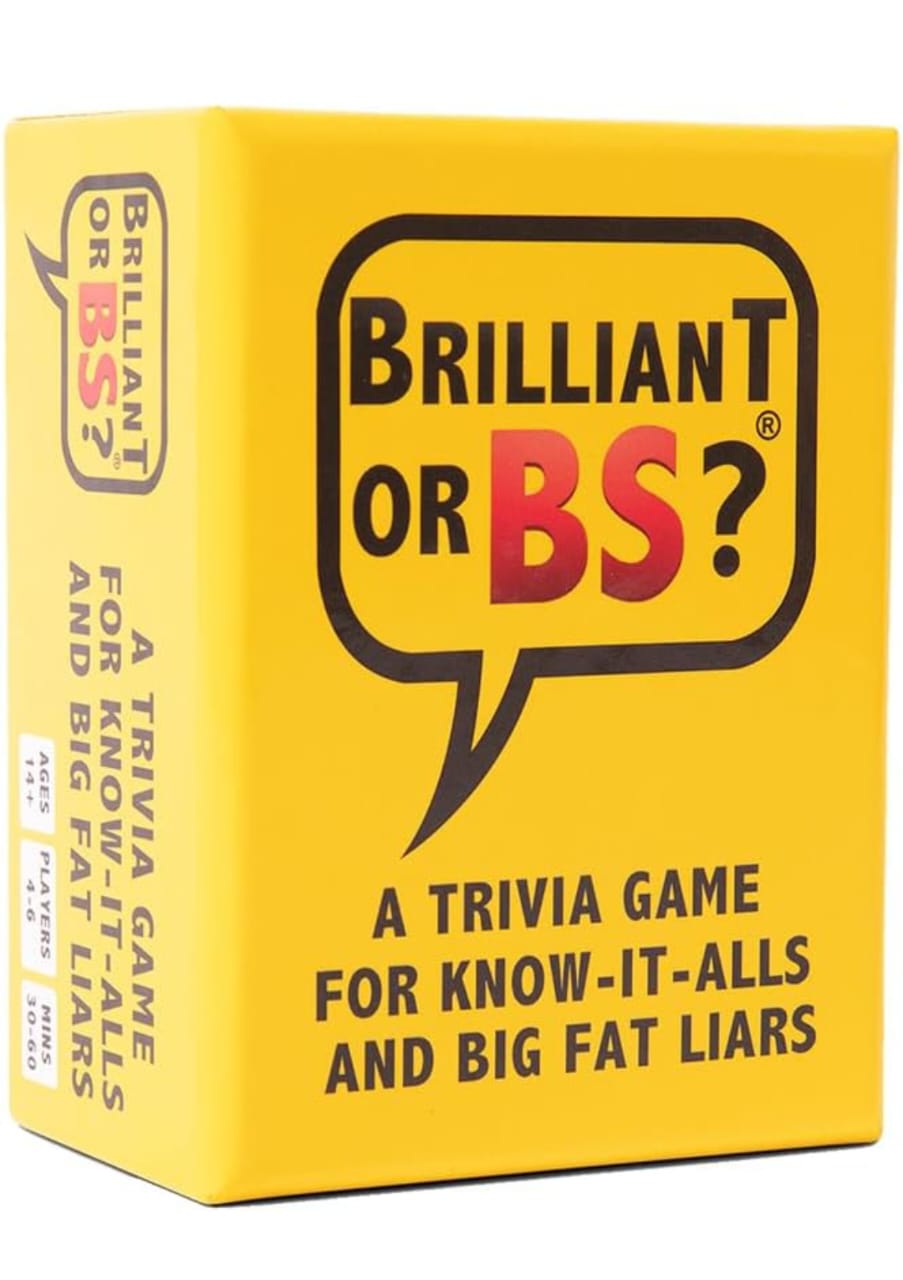 BRILLIANT
OR BS?®
A TRIVIA GAME
FOR KNOW-IT-ALLS
AND BIG FAT LIARS
BRILLIANT
OR BS?®
A TRIVIA GAME
FOR KNOW-IT-ALLS
AND BIG FAT LIARS
AGES
14+
PLAYERS
4-6
MINS
30-60